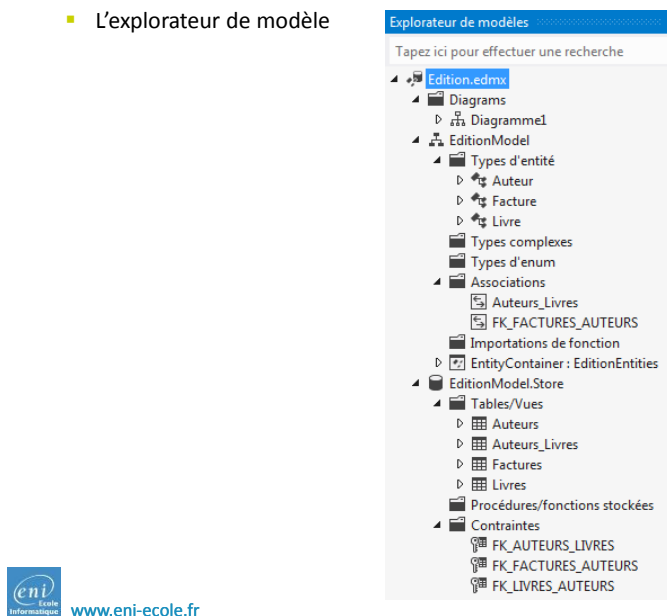 L'explorateur de modèle
Explorateur de modèles
Tapez ici pour effectuer une recherche
Edition.edmx
Diagrams
Diagramme1
EditionModel
Types d'entité
Auteur
Facture
Livre
Types complexes
Types d'enum
Associations
Auteurs_Livres
FK_FACTURES_AUTEURS
Importations de fonction
EntityContainer : EditionEntities
EditionModel.Store
Tables/Vues
Auteurs
Auteurs_Livres
Factures
Livres
Procédures/fonctions stockées
Contraintes
FK_AUTEURS_LIVRES
FK_FACTURES_AUTEURS
FK_LIVRES_AUTEURS
eni
Ecole
Informatique
www.eni-ecole.fr